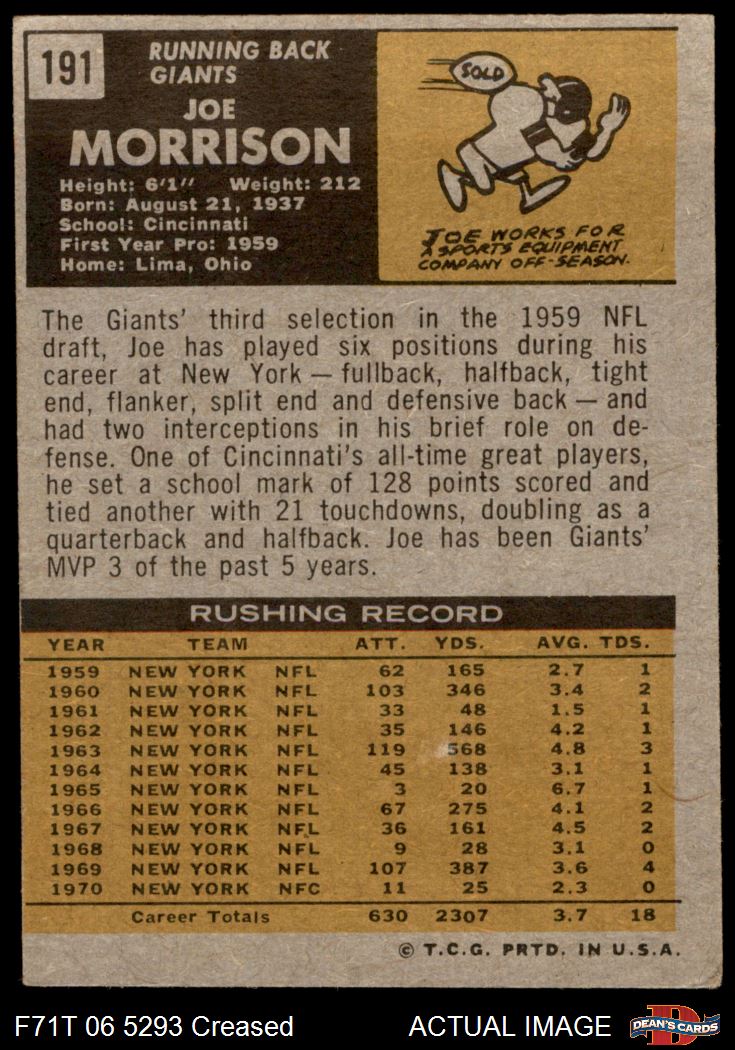 191
RUNNING BACK
GIANTS
JOE
MORRISON
Height: 6'1" Weight: 212
Born: August 21, 1937
School: Cincinnati
First Year Pro: 1959
Home: Lima, Ohio
SOLD
JOE WORKS FOR
A SPORTS EQUIPMENT
COMPANY OFF-SEASON.
The Giants' third selection in the 1959 NFL
draft, Joe has played six positions during his
career at New York — fullback, halfback, tight
end, flanker, split end and defensive back — and
had two interceptions in his brief role on de-
fense. One of Cincinnati's all-time great players,
he set a school mark of 128 points scored and
tied another with 21 touchdowns, doubling as a
quarterback and halfback. Joe has been Giants'
MVP 3 of the past 5 years.
RUSHING RECORD
YEAR TEAM ATT. YDS. AVG. TDS.
1959 NEW YORK NFL 62 165 2.7 1
1960 NEW YORK NFL 103 346 3.4 2
1961 NEW YORK NFL 33 48 1.5 1
1962 NEW YORK NFL 35 146 4.2 1
1963 NEW YORK NFL 119 568 4.8 3
1964 NEW YORK NFL 45 138 3.1 1
1965 NEW YORK NFL 3 20 6.7 1
1966 NEW YORK NFL 67 275 4.1 2
1967 NEW YORK NFL 36 161 4.5 2
1968 NEW YORK NFL 9 28 3.1 0
1969 NEW YORK NFL 107 387 3.6 4
1970 NEW YORK NFC 11 25 2.3 0
Career Totals 630 2307 3.7 18
© T.C.G. PRTD. IN U.S.A.
F71T 06 5293 Creased ACTUAL IMAGE
D
DEAN'S CARDS